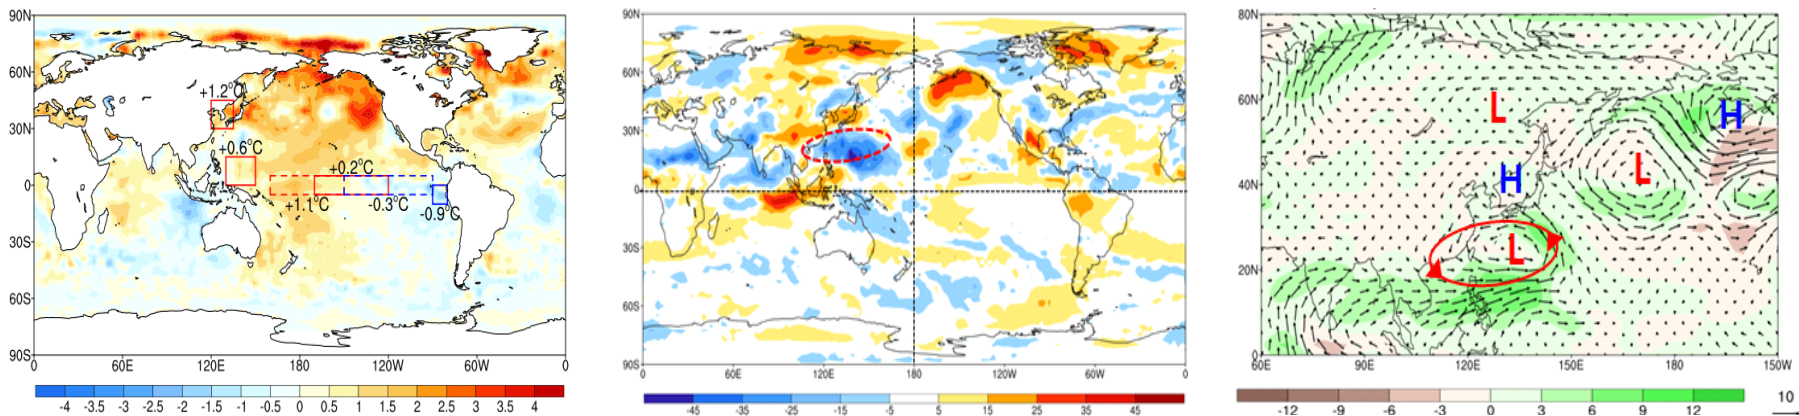 90N
60N
30N
0
30S
60S
90S
+1.2°C
+0.6°C
+0.2°C
+1.1°C
-0.3°C
-0.9°C
0 60E 120E 180 120W 60W 0
-4 -3.5 -3 -2.5 -2 -1.5 -1 -0.5 0 0.5 1 1.5 2 2.5 3 3.5 4
90N
60N
30N
0
30S
60S
90S
0 60E 120E 180 120W 60W 0
-45 -35 -25 -15 -5 5 15 25 35 45
80N
60N
40N
20N
0
L
H
L
H
L
60E 90E 120E 150E 180 150W
-12 -9 -6 -3 0 3 6 9 12
10